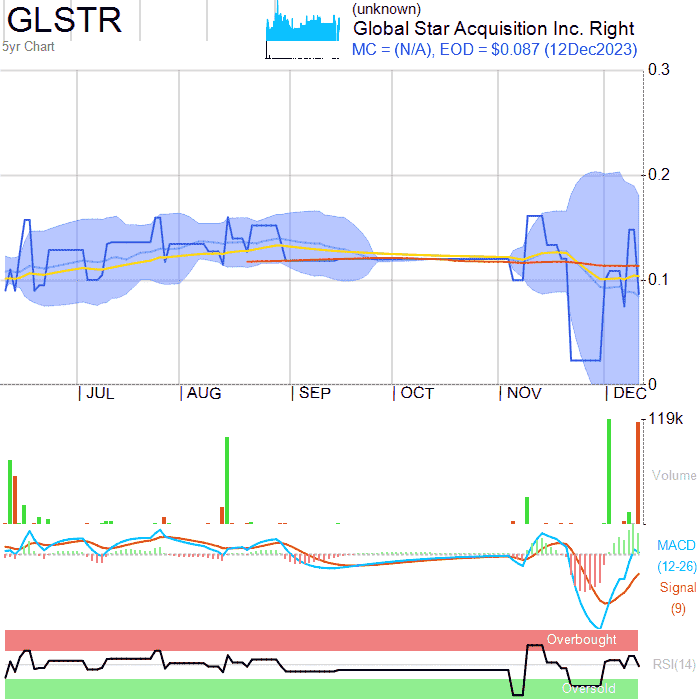 GLSTR
5yr Chart
(unknown)
Global Star Acquisition Inc. Right
MC = (N/A), EOD = $0.087 (12Dec2023)
0.3
0.2
0.1
0
JUL AUG SEP OCT NOV DEC
119k
Volume
MACD
(12-26)
Signal
(9)
Overbought
RSI(14)
Oversold